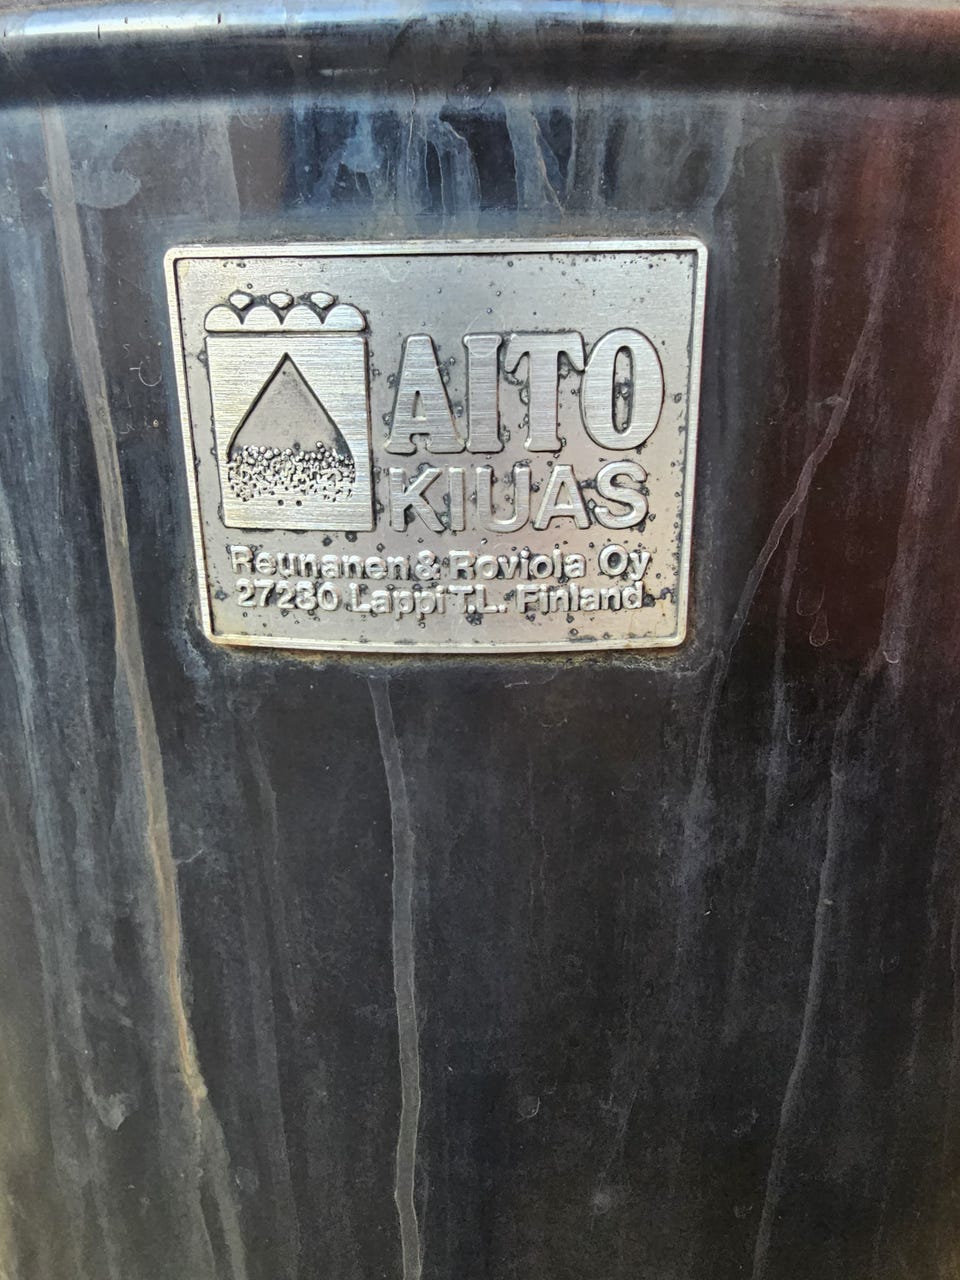 AITO
KIUAS
Reunanen & Roviola Oy
27230 Lappi T.L. Finland